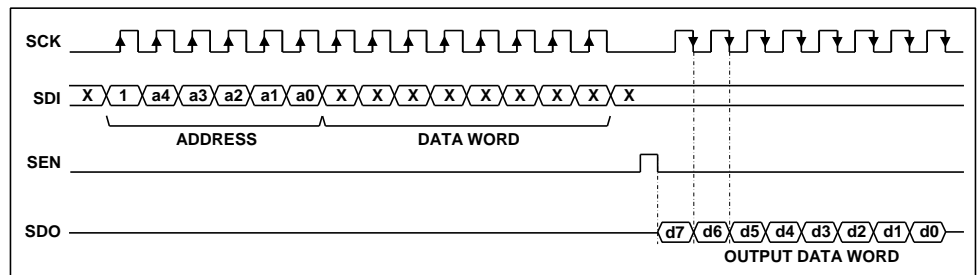 SCK
SDI X 1 a4 a3 a2 a1 a0 X X X X X X X X X
ADDRESS DATA WORD
SEN
SDO d7 d6 d5 d4 d3 d2 d1 d0
OUTPUT DATA WORD